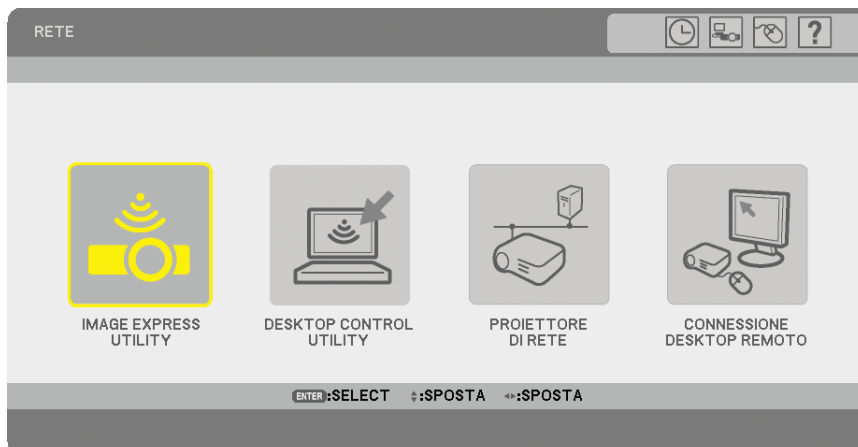 RETE
?
IMAGE EXPRESS
UTILITY
DESKTOP CONTROL
UTILITY
PROIETTORE
DI RETE
CONNESSIONE
DESKTOP REMOTO
ENTER:SELECT :SPOSTA :SPOSTA